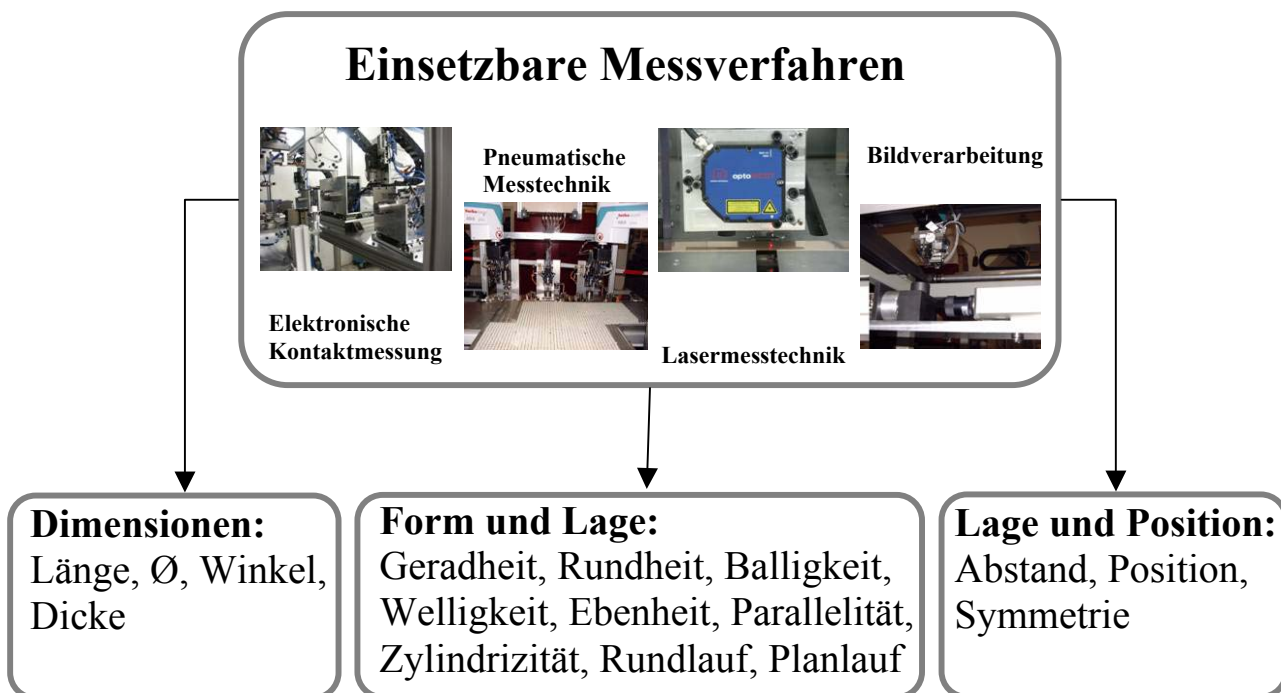 Einsetzbare Messverfahren
Pneumatische
Messtechnik
Bildverarbeitung
Elektronische
Kontaktmessung
Lasermesstechnik
Dimensionen:
Länge, Ø, Winkel,
Dicke
Form und Lage:
Geradheit, Rundheit, Balligkeit,
Welligkeit, Ebenheit, Parallelität,
Zylindrizität, Rundlauf, Planlauf
Lage und Position:
Abstand, Position,
Symmetrie